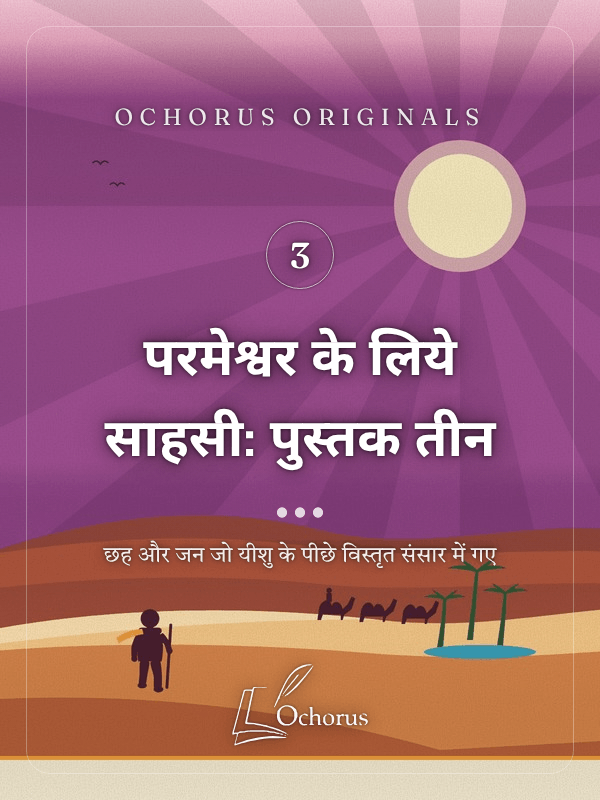 OCHORUS ORIGINALS
3
परमेश्वर के लिये
साहसी: पुस्तक तीन
छह और जन जो यीशु के पीछे विस्तृत संसार में गए
Ochorus